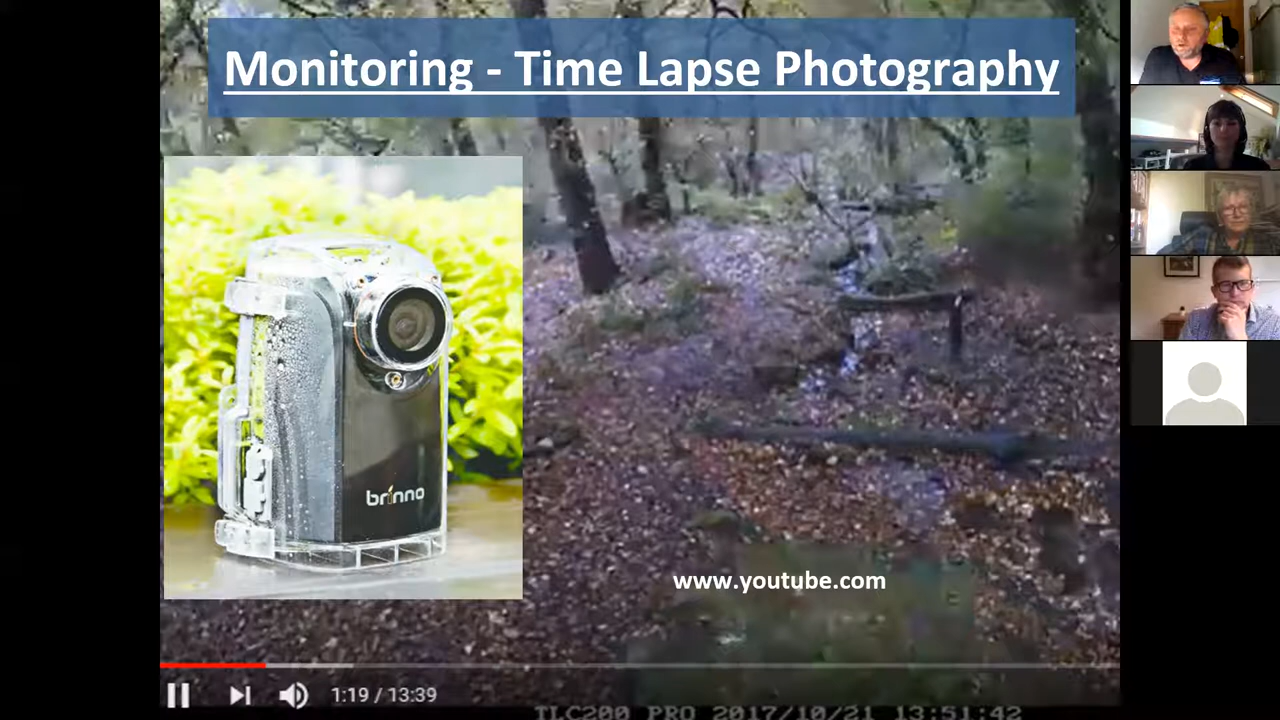 Monitoring - Time Lapse Photography
brinno
www.youtube.com
1:19 / 13:39
TLC200 PRO 2017/10/21 13:51:42